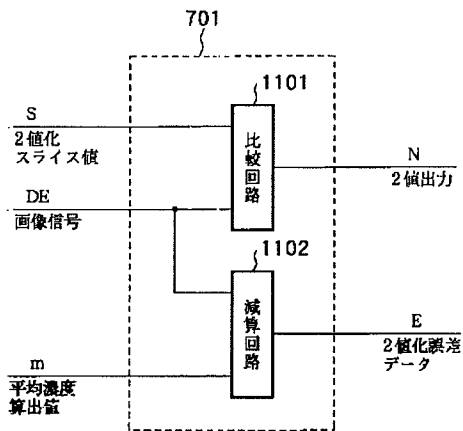 701
S
2値化
スライス値
DE
画像信号
m
平均濃度
算出値
1101
比較回路
1102
減算回路
N
2値出力
E
2値化誤差
データ